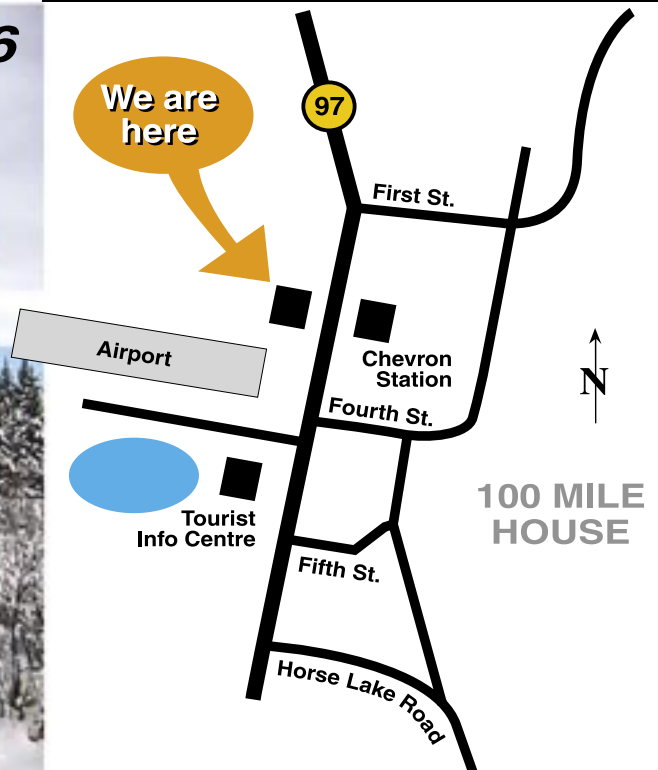 6
We are
here
97
First St.
Airport
Chevron
Station
N
Fourth St.
100 MILE
HOUSE
Tourist
Info Centre
Fifth St.
Horse Lake Road